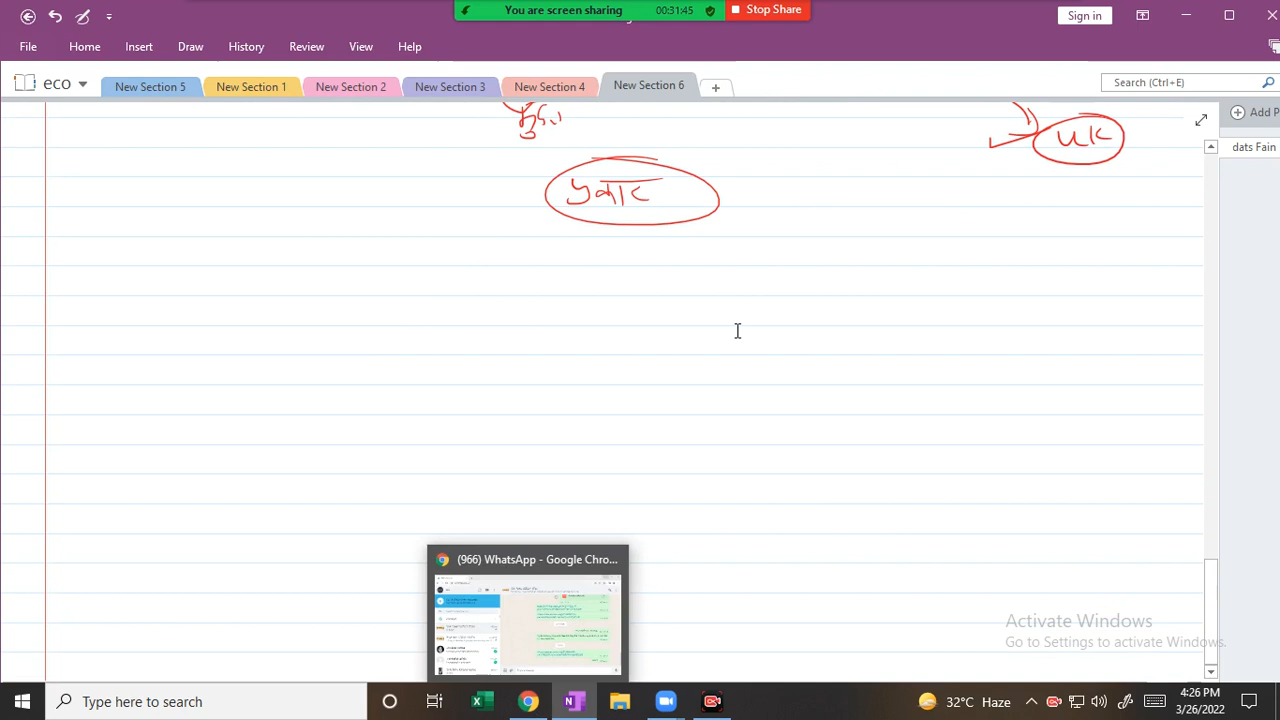 You are screen sharing 00:31:45 Stop Share
Sign in
File Home Insert Draw History Review View Help
eco New Section 5 New Section 1 New Section 2 New Section 3 New Section 4 New Section 6 Search (Ctrl+E)
Add P
UK
dats Fain
(966) WhatsApp - Google Chro...
Activate Windows
Go to Settings to activate Windows.
Type here to search
32°C Haze
4:26 PM
3/26/2022